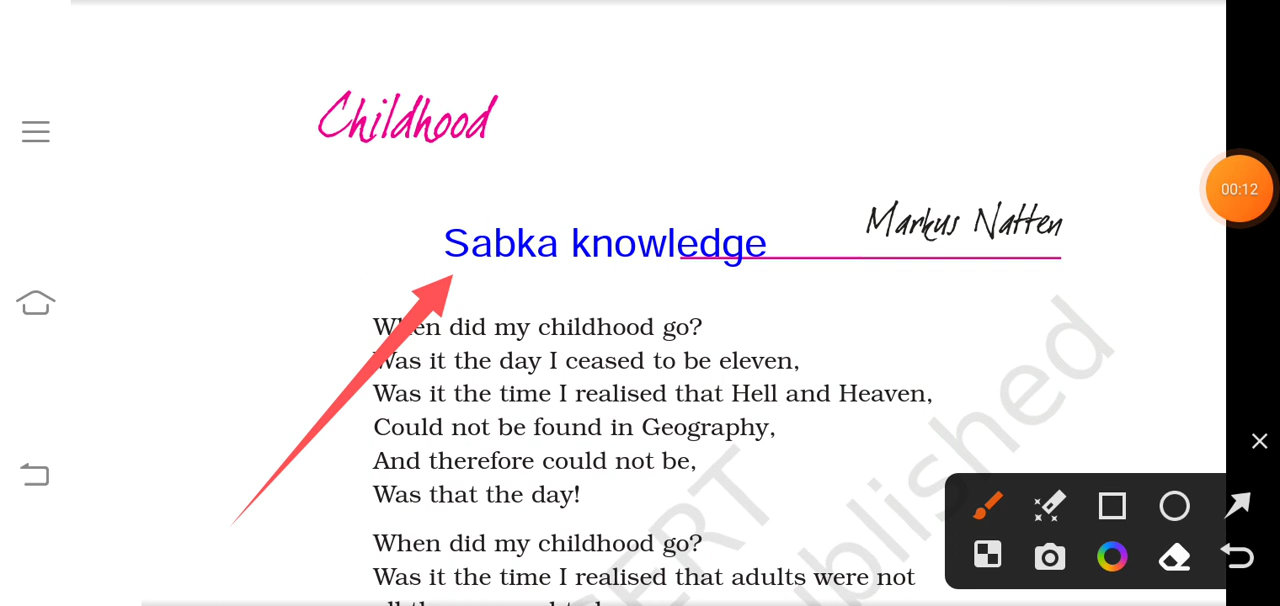 Childhood
Markus Natten
Sabka knowledge
00:12
When did my childhood go?
Was it the day I ceased to be eleven,
Was it the time I realised that Hell and Heaven,
Could not be found in Geography,
And therefore could not be,
Was that the day!
When did my childhood go?
Was it the time I realised that adults were not